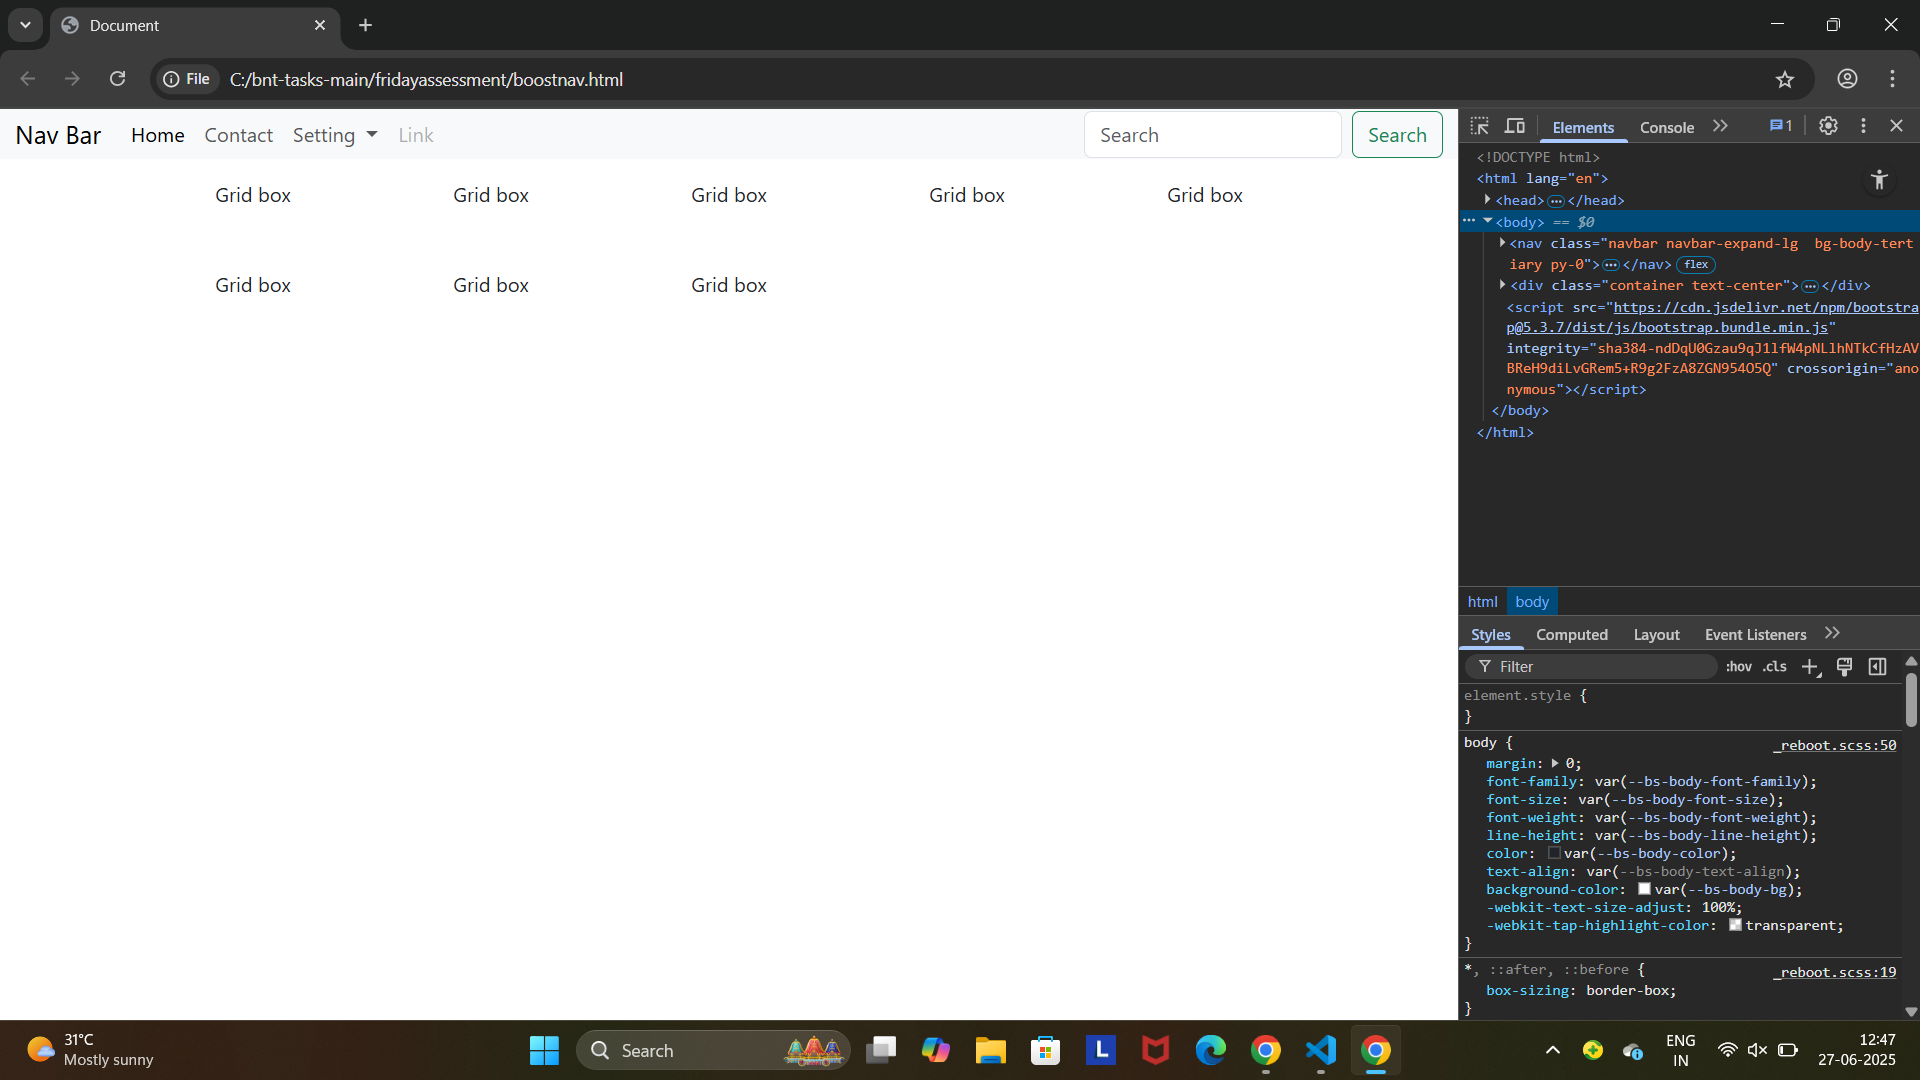 Document
File
C:/bnt-tasks-main/fridayassessment/boostnav.html
Nav Bar Home Contact Setting Link Search Search
Grid box Grid box Grid box Grid box Grid box
Grid box Grid box Grid box
Elements Console 1
<!DOCTYPE html>
<html lang="en">
<head> ••• </head>
••• <body> == $0
<nav class="navbar navbar-expand-lg  bg-body-tert
iary py-0"> ••• </nav> flex
<div class="container text-center"> ••• </div>
<script src="https://cdn.jsdelivr.net/npm/bootstra
p@5.3.7/dist/js/bootstrap.bundle.min.js"
integrity="sha384-ndDqU0Gzau9qJ1lfW4pNLlhNTkCfHzAV
BReH9diLvGRem5+R9g2FzA8ZGN954O5Q" crossorigin="ano
nymous"></script>
</body>
</html>
html body
Styles Computed Layout Event Listeners
Filter :hov .cls
element.style {
}
body { _reboot.scss:50
margin: 0;
font-family: var(--bs-body-font-family);
font-size: var(--bs-body-font-size);
font-weight: var(--bs-body-font-weight);
line-height: var(--bs-body-line-height);
color: var(--bs-body-color);
text-align: var(--bs-body-text-align);
background-color: var(--bs-body-bg);
-webkit-text-size-adjust: 100%;
-webkit-tap-highlight-color: transparent;
}
*, ::after, ::before { _reboot.scss:19
box-sizing: border-box;
}
31°C
Mostly sunny
Search
L
ENG
IN
12:47
27-06-2025